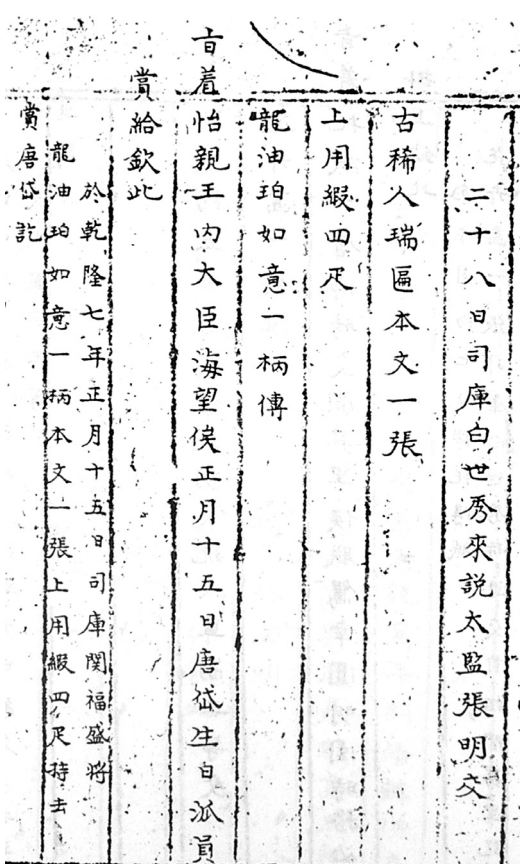 二十八日司庫白世秀來說太監張明交
古稀人瑞匾本文一張
上用緞四疋
龍油珀如意一柄傳
旨着怡親王內大臣海望俟正月十五日唐岱生日派員
賞給欽此
於乾隆七年正月十五日司庫関福盛將
龍油珀如意一柄本文一張上用緞四疋持去
賞唐岱訖